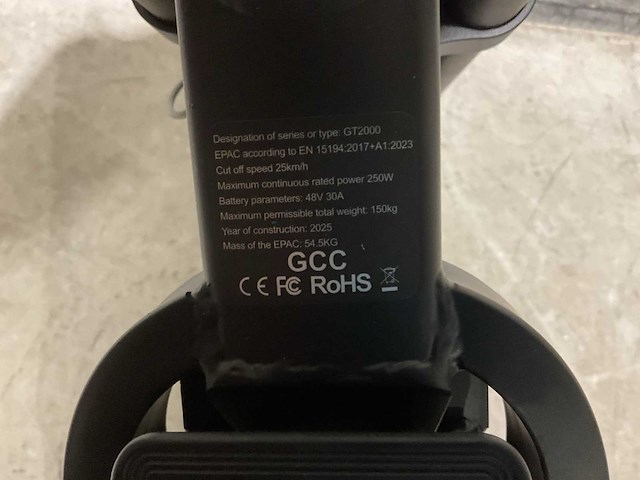 Designation of series or type: GT2000
EPAC according to EN 15194:2017+A1:2023
Cut off speed 25km/h
Maximum continuous rated power 250W
Battery parameters: 48V 30A
Maximum permissible total weight: 150kg
Year of construction: 2025
Mass of the EPAC: 54.5KG
GCC
CE FC RoHS